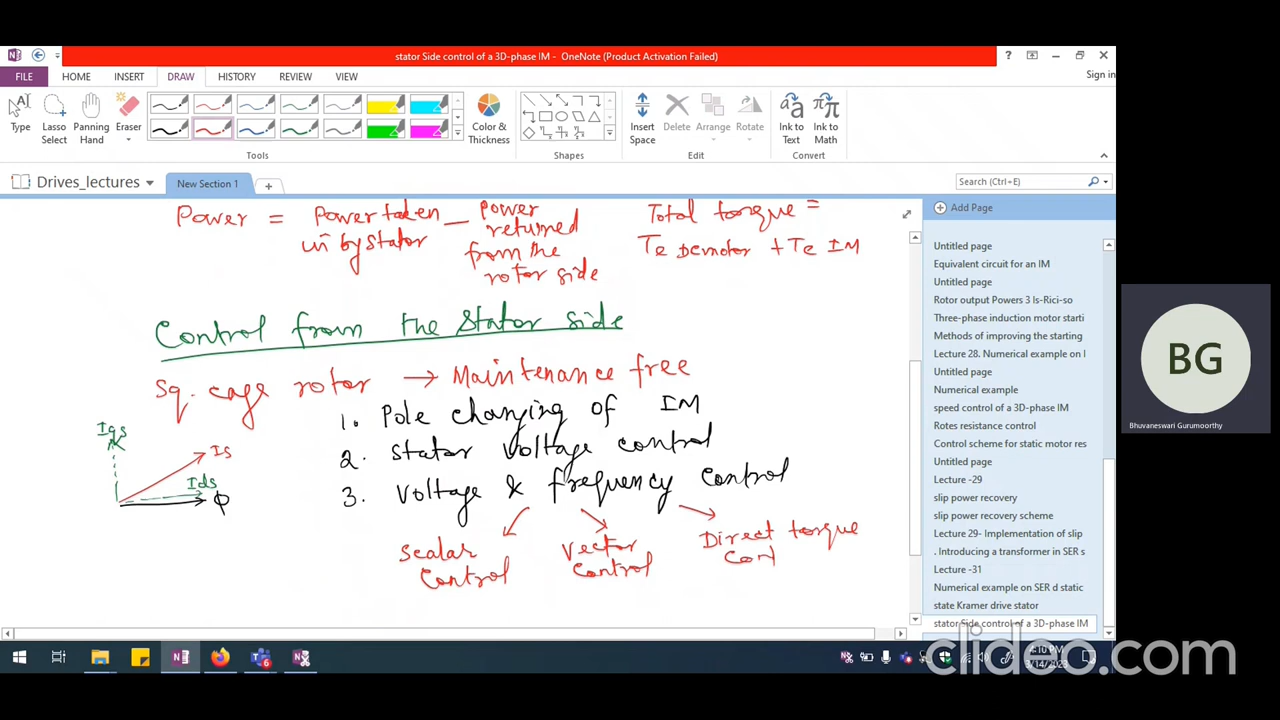 stator Side control of a 3D-phase IM - OneNote (Product Activation Failed)
?
FILE HOME INSERT DRAW HISTORY REVIEW VIEW
Sign in
Type
Lasso Select
Panning Hand
Eraser
Color & Thickness
Insert Space
Delete
Arrange
Rotate
Ink to Text
Ink to Math
Tools
Shapes
Edit
Convert
Drives_lectures
New Section 1
Search (Ctrl+E)
Power = Power taken in by stator - Power returned from the rotor side
Total torque =
Te Dcmotor + Te IM
Control from the stator side
Sq. cage rotor → Maintenance free
1. Pole changing of IM
2. Stator voltage control
3. Voltage & frequency control
Iqs
Is
Ids
Φ
Scalar control
Vector control
Direct torque Cont
Add Page
Untitled page
Equivalent circuit for an IM
Untitled page
Rotor output Powers 3 Is-Rici-so
Three-phase induction motor starti
Methods of improving the starting
Lecture 28. Numerical example on l
Untitled page
Numerical example
speed control of a 3D-phase IM
Rotes resistance control
Control scheme for static motor res
Untitled page
Lecture -29
slip power recovery
slip power recovery scheme
Lecture 29- Implementation of slip
. Introducing a transformer in SER s
Lecture -31
Numerical example on SER d static
state Kramer drive stator
stator Side control of a 3D-phase IM
BG
Bhuvaneswari Gurumoorthy
4:10 PM
3/14/2023
clideo.com